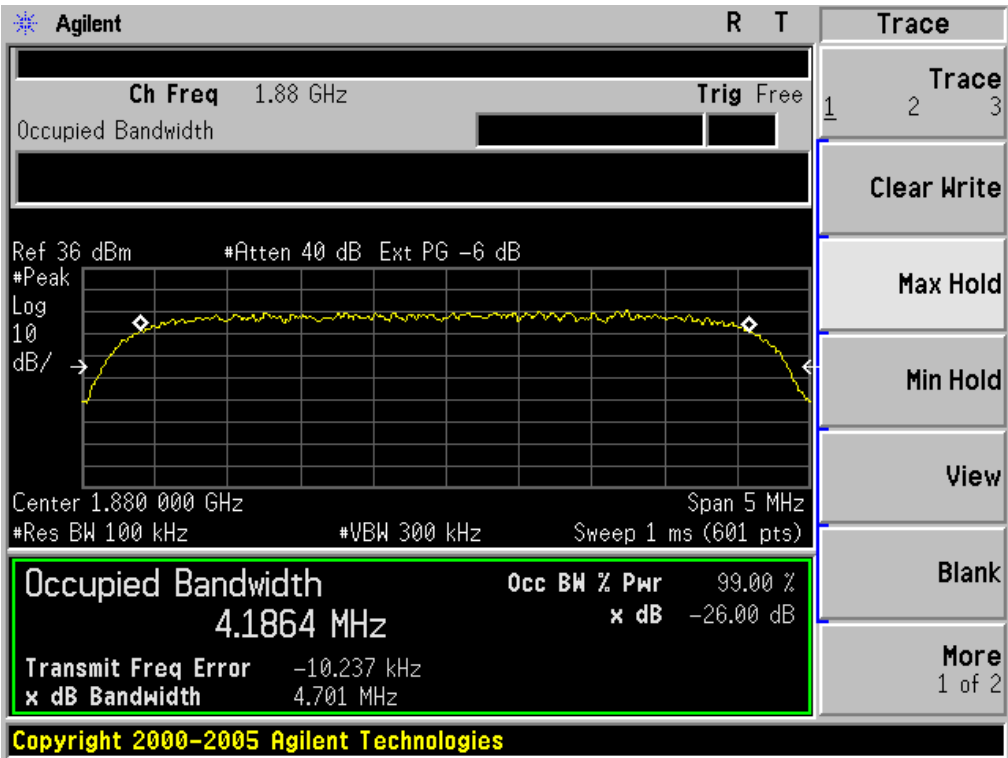 Agilent R T
Ch Freq 1.88 GHz Trig Free
Occupied Bandwidth
Ref 36 dBm #Atten 40 dB Ext PG -6 dB
#Peak
Log
10
dB/
Center 1.880 000 GHz Span 5 MHz
#Res BW 100 kHz #VBW 300 kHz Sweep 1 ms (601 pts)
Occupied Bandwidth Occ BW % Pwr 99.00 %
4.1864 MHz x dB -26.00 dB
Transmit Freq Error -10.237 kHz
x dB Bandwidth 4.701 MHz
Copyright 2000-2005 Agilent Technologies
Trace
Trace
1 2 3
Clear Write
Max Hold
Min Hold
View
Blank
More
1 of 2